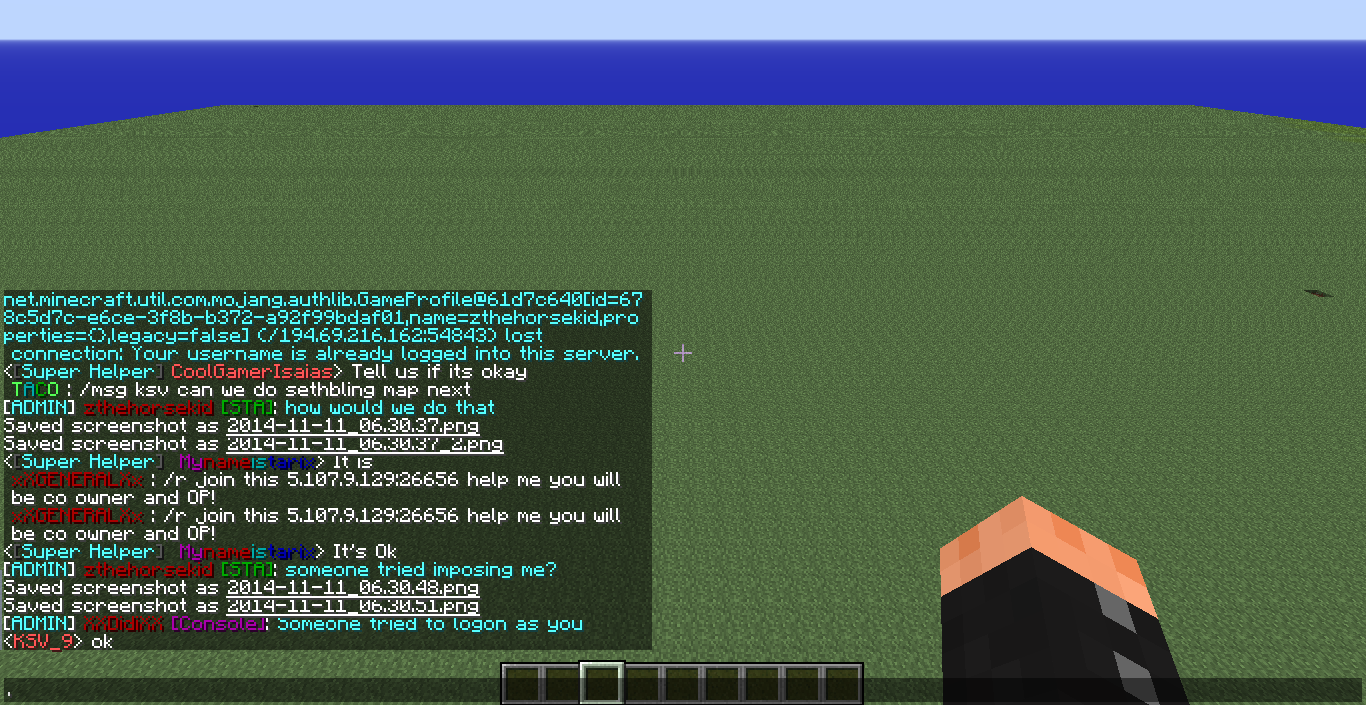 net.minecraft.util.com.mojang.authlib.GameProfile@61d7c640[id=67
8c5d7c-e6ce-3f8b-b372-a92f99bdaf01,name=zthehorsekid,pro
perties={},legacy=false] (/194.69.216.162:54843) lost
connection: Your username is already logged into this server.
<[Super Helper] CoolGamerIsaias> Tell us if its okay
TACO : /msg ksv can we do sethbling map next
[ADMIN] zthehorsekid [STA]: how would we do that
Saved screenshot as 2014-11-11_06.30.37.png
Saved screenshot as 2014-11-11_06.30.37_2.png
<[Super Helper] Mynameistarix> It is
xXGENERALXx : /r join this 5.107.9.129:26656 help me you will
be co owner and OP!
xXGENERALXx : /r join this 5.107.9.129:26656 help me you will
be co owner and OP!
<[Super Helper] Mynameistarix> It's Ok
[ADMIN] zthehorsekid [STA]: someone tried imposing me?
Saved screenshot as 2014-11-11_06.30.48.png
Saved screenshot as 2014-11-11_06.30.51.png
[ADMIN] XXDidiXX [Console]: Someone tried to logon as you
<KSV_9> ok